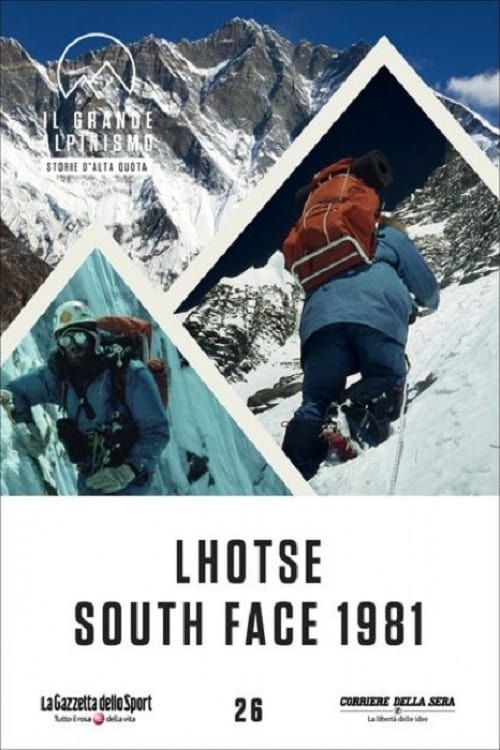 IL GRANDE
ALPINISMO
STORIE D'ALTA QUOTA
LHOTSE
SOUTH FACE 1981
La Gazzetta dello Sport
Tutto il rosa della vita
26
CORRIERE DELLA SERA
La libertà delle idee